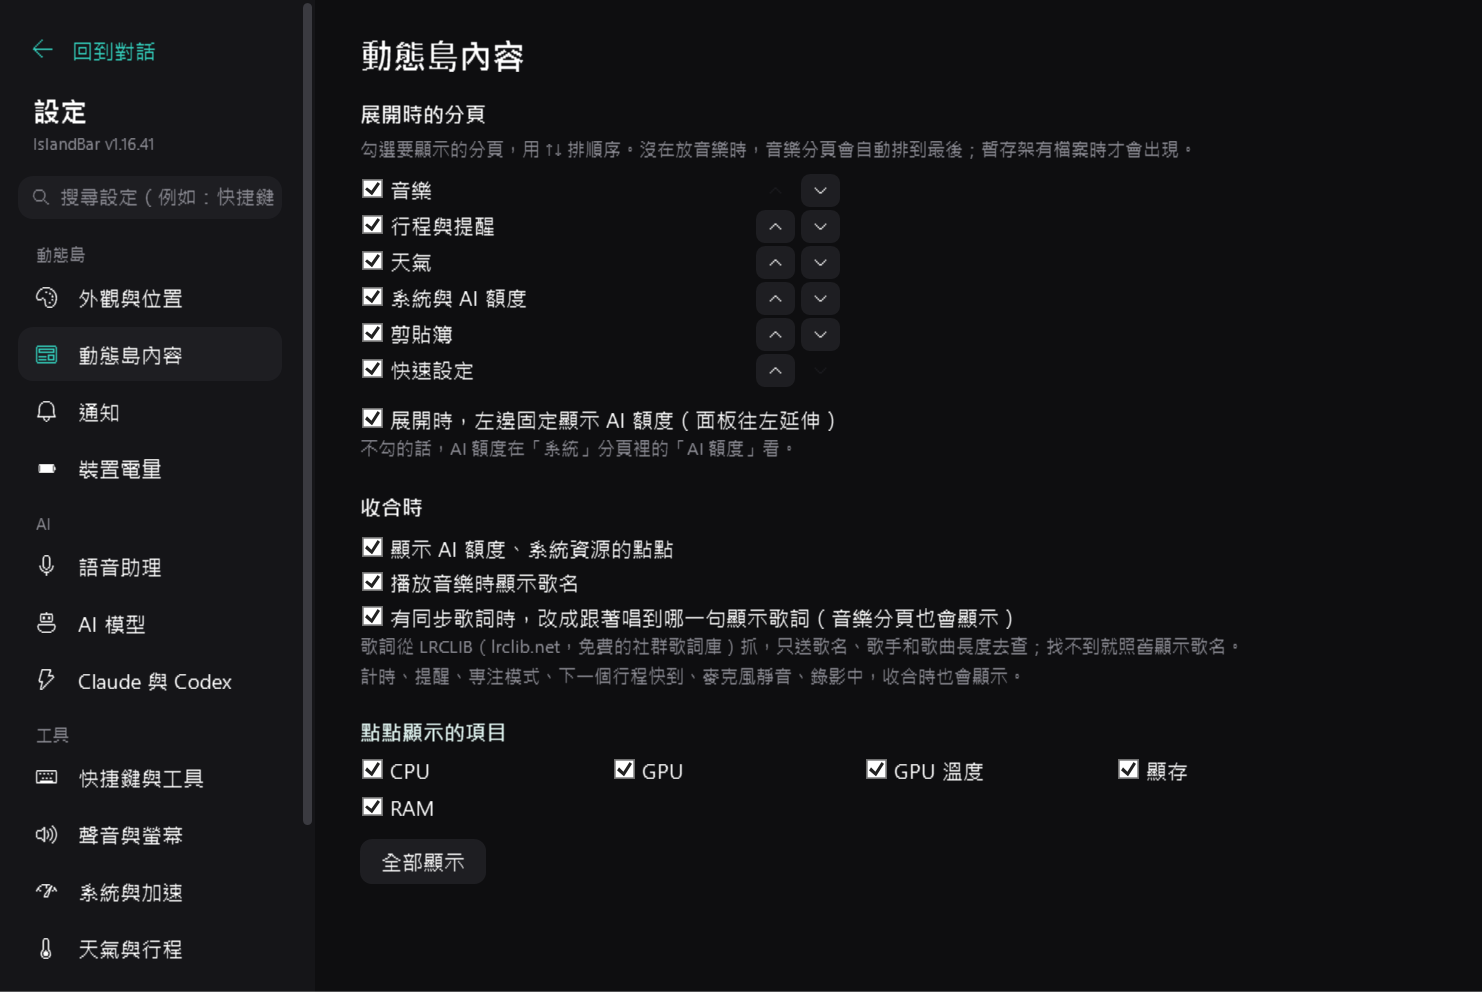 回到對話
設定
IslandBar v1.16.41
搜尋設定（例如：快捷鍵
動態島
外觀與位置
動態島內容
通知
裝置電量
AI
語音助理
AI 模型
Claude 與 Codex
工具
快捷鍵與工具
聲音與螢幕
系統與加速
天氣與行程
動態島內容
展開時的分頁
勾選要顯示的分頁，用 ↑↓ 排順序。沒在放音樂時，音樂分頁會自動排到最後；暫存架有檔案時才會出現。
音樂
行程與提醒
天氣
系統與 AI 額度
剪貼簿
快速設定
展開時，左邊固定顯示 AI 額度（面板往左延伸）
不勾的話，AI 額度在「系統」分頁裡的「AI 額度」看。
收合時
顯示 AI 額度、系統資源的點點
播放音樂時顯示歌名
有同步歌詞時，改成跟著唱到哪一句顯示歌詞（音樂分頁也會顯示）
歌詞從 LRCLIB（lrclib.net，免費的社群歌詞庫）抓，只送歌名、歌手和歌曲長度去查；找不到就照舊顯示歌名。
計時、提醒、專注模式、下一個行程快到、麥克風靜音、錄影中，收合時也會顯示。
點點顯示的項目
CPU GPU GPU 溫度 顯存
RAM
全部顯示